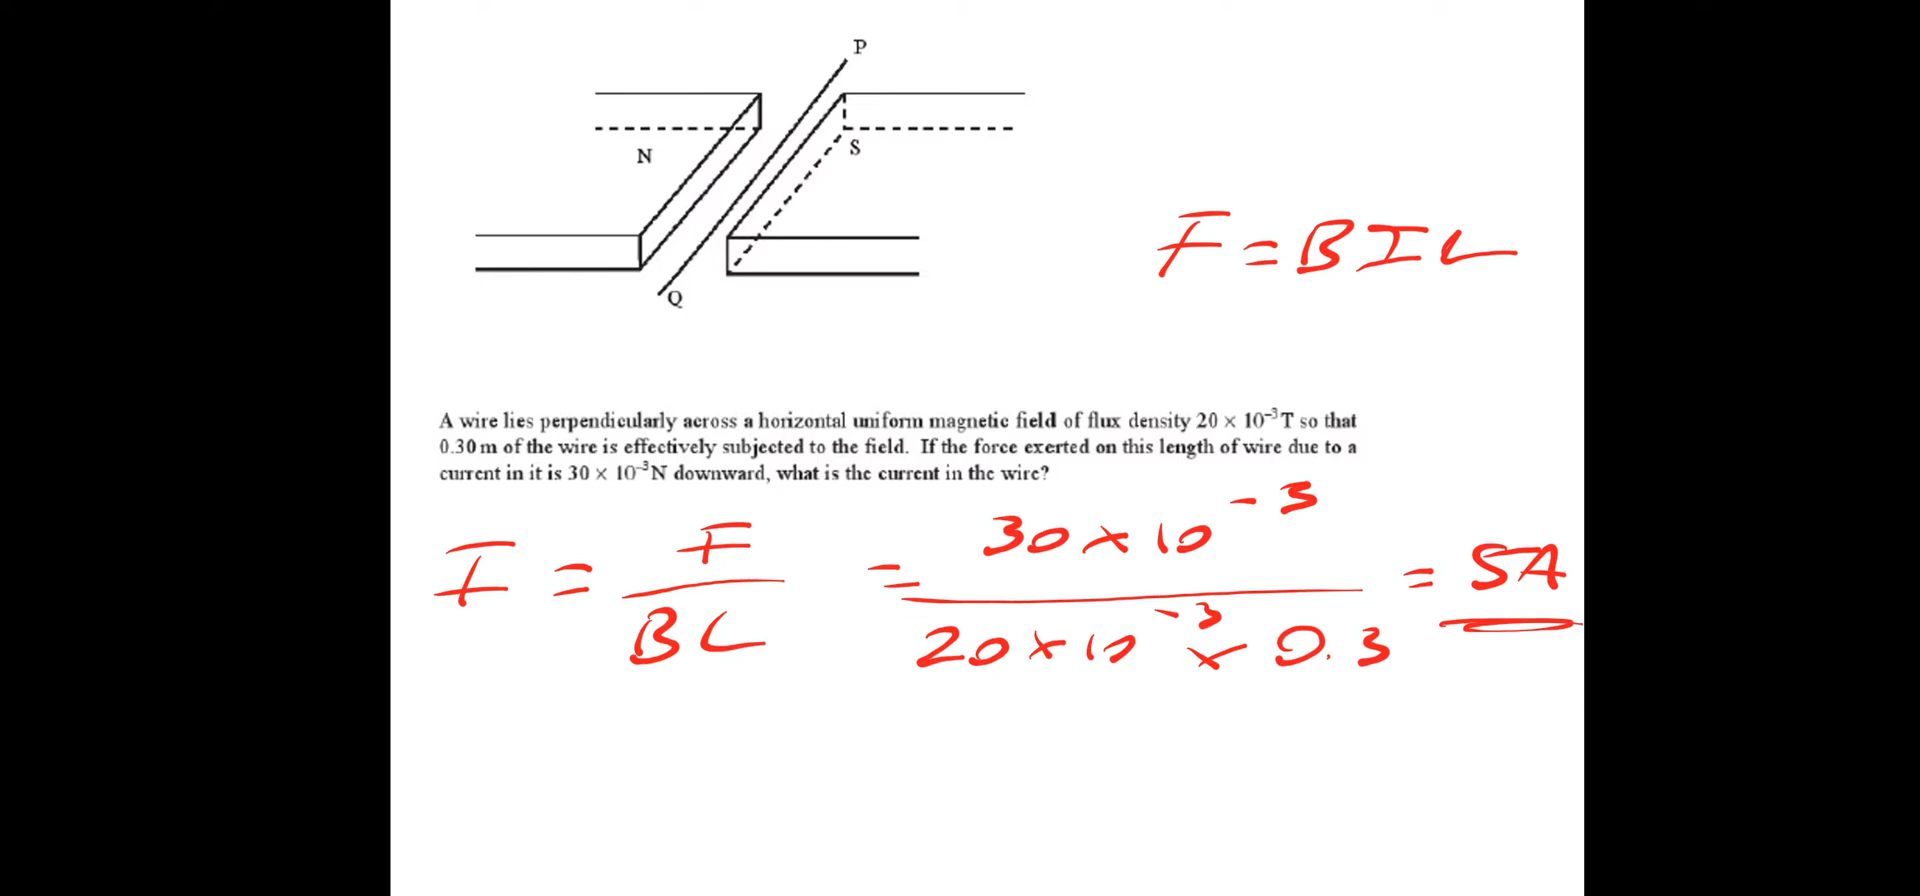 P
N
S
Q
F = BIL
A wire lies perpendicularly across a horizontal uniform magnetic field of flux density 20 × 10⁻³T so that
0.30 m of the wire is effectively subjected to the field. If the force exerted on this length of wire due to a
current in it is 30 × 10⁻³N downward, what is the current in the wire?
I = F / BL = 30 × 10⁻³ / 20 × 10⁻³ × 0.3 = 5A